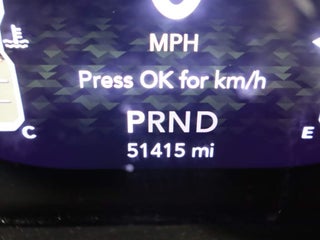 MPH
Press OK for km/h
PRND
C E
51415 mi